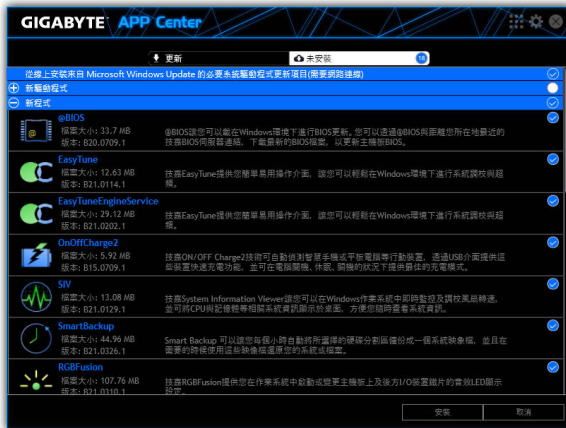 GIGABYTE APP Center
更新
未安裝 18
從線上安裝來自 Microsoft Windows Update 的必要系統驅動程式更新項目(需要網路連線)
新驅動程式
新程式
@BIOS
檔案大小: 33.7 MB
版本: B20.0709.1
@BIOS讓您可以載在Windows環境下進行BIOS更新。您可以透過@BIOS與距離您所在地最近的
技嘉BIOS伺服器連結，下載最新的BIOS檔案，以更新主機板BIOS。
EasyTune
檔案大小: 12.63 MB
版本: B21.0114.1
技嘉EasyTune提供您簡單易用操作介面，讓您可以輕鬆在Windows環境下進行系統調校與超
頻。
EasyTuneEngineService
檔案大小: 29.12 MB
版本: B21.0202.1
技嘉EasyTune提供您簡單易用操作介面，讓您可以輕鬆在Windows環境下進行系統調校與超
頻。
OnOffCharge2
檔案大小: 5.92 MB
版本: B15.0709.1
技嘉ON/OFF Charge2技術可自動偵測智慧手機或平板電腦等行動裝置，透過USB介面提供這
些裝置快速充電功能，並可在電腦開機、休眠、關機的狀況下提供最佳的充電模式。
SIV
檔案大小: 13.08 MB
版本: B21.0129.1
技嘉System Information Viewer讓您可以在Windows作業系統中即時監控及調校風扇轉速，
並可將CPU與記憶體等相關系統資訊顯示於桌面，方便您隨時查看系統資訊。
SmartBackup
檔案大小: 44.96 MB
版本: B21.0326.1
Smart Backup 可以讓您每個小時自動將所選擇的硬碟分割區備份成一個系統映象檔，並且在
需要的時候使用這些映像檔還原您的系統或檔案。
RGBFusion
檔案大小: 107.76 MB
版本: B21.0310.1
技嘉RGBFusion提供您在作業系統中啟動或變更主機板上及後方I/O裝置鐵片的音效LED顯示
設定。
安裝
取消